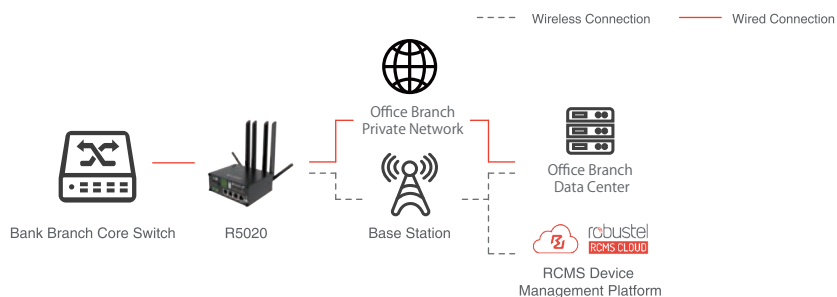 Wireless Connection
Wired Connection
Office Branch
Private Network
Office Branch
Data Center
Bank Branch Core Switch
R5020
Base Station
robustel
RCMS CLOUD
RCMS Device
Management Platform